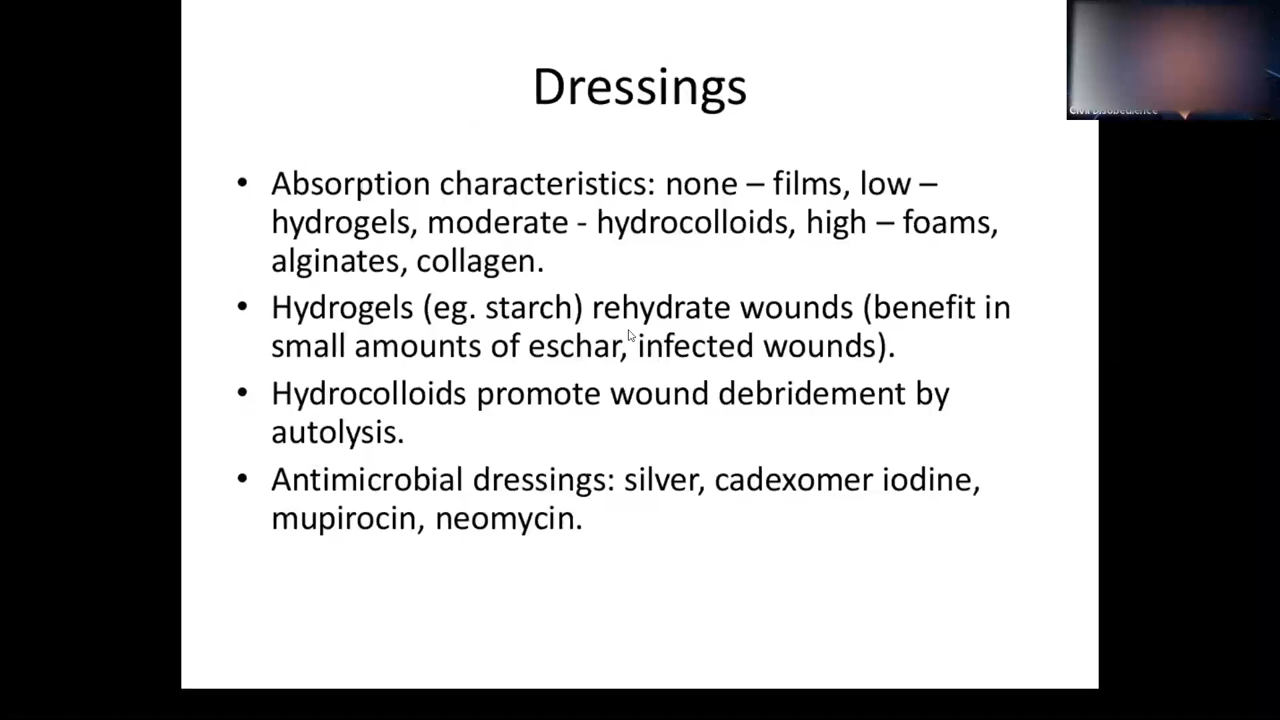 Dressings
Civil Disobedience
• Absorption characteristics: none – films, low –
hydrogels, moderate - hydrocolloids, high – foams,
alginates, collagen.
• Hydrogels (eg. starch) rehydrate wounds (benefit in
small amounts of eschar, infected wounds).
• Hydrocolloids promote wound debridement by
autolysis.
• Antimicrobial dressings: silver, cadexomer iodine,
mupirocin, neomycin.